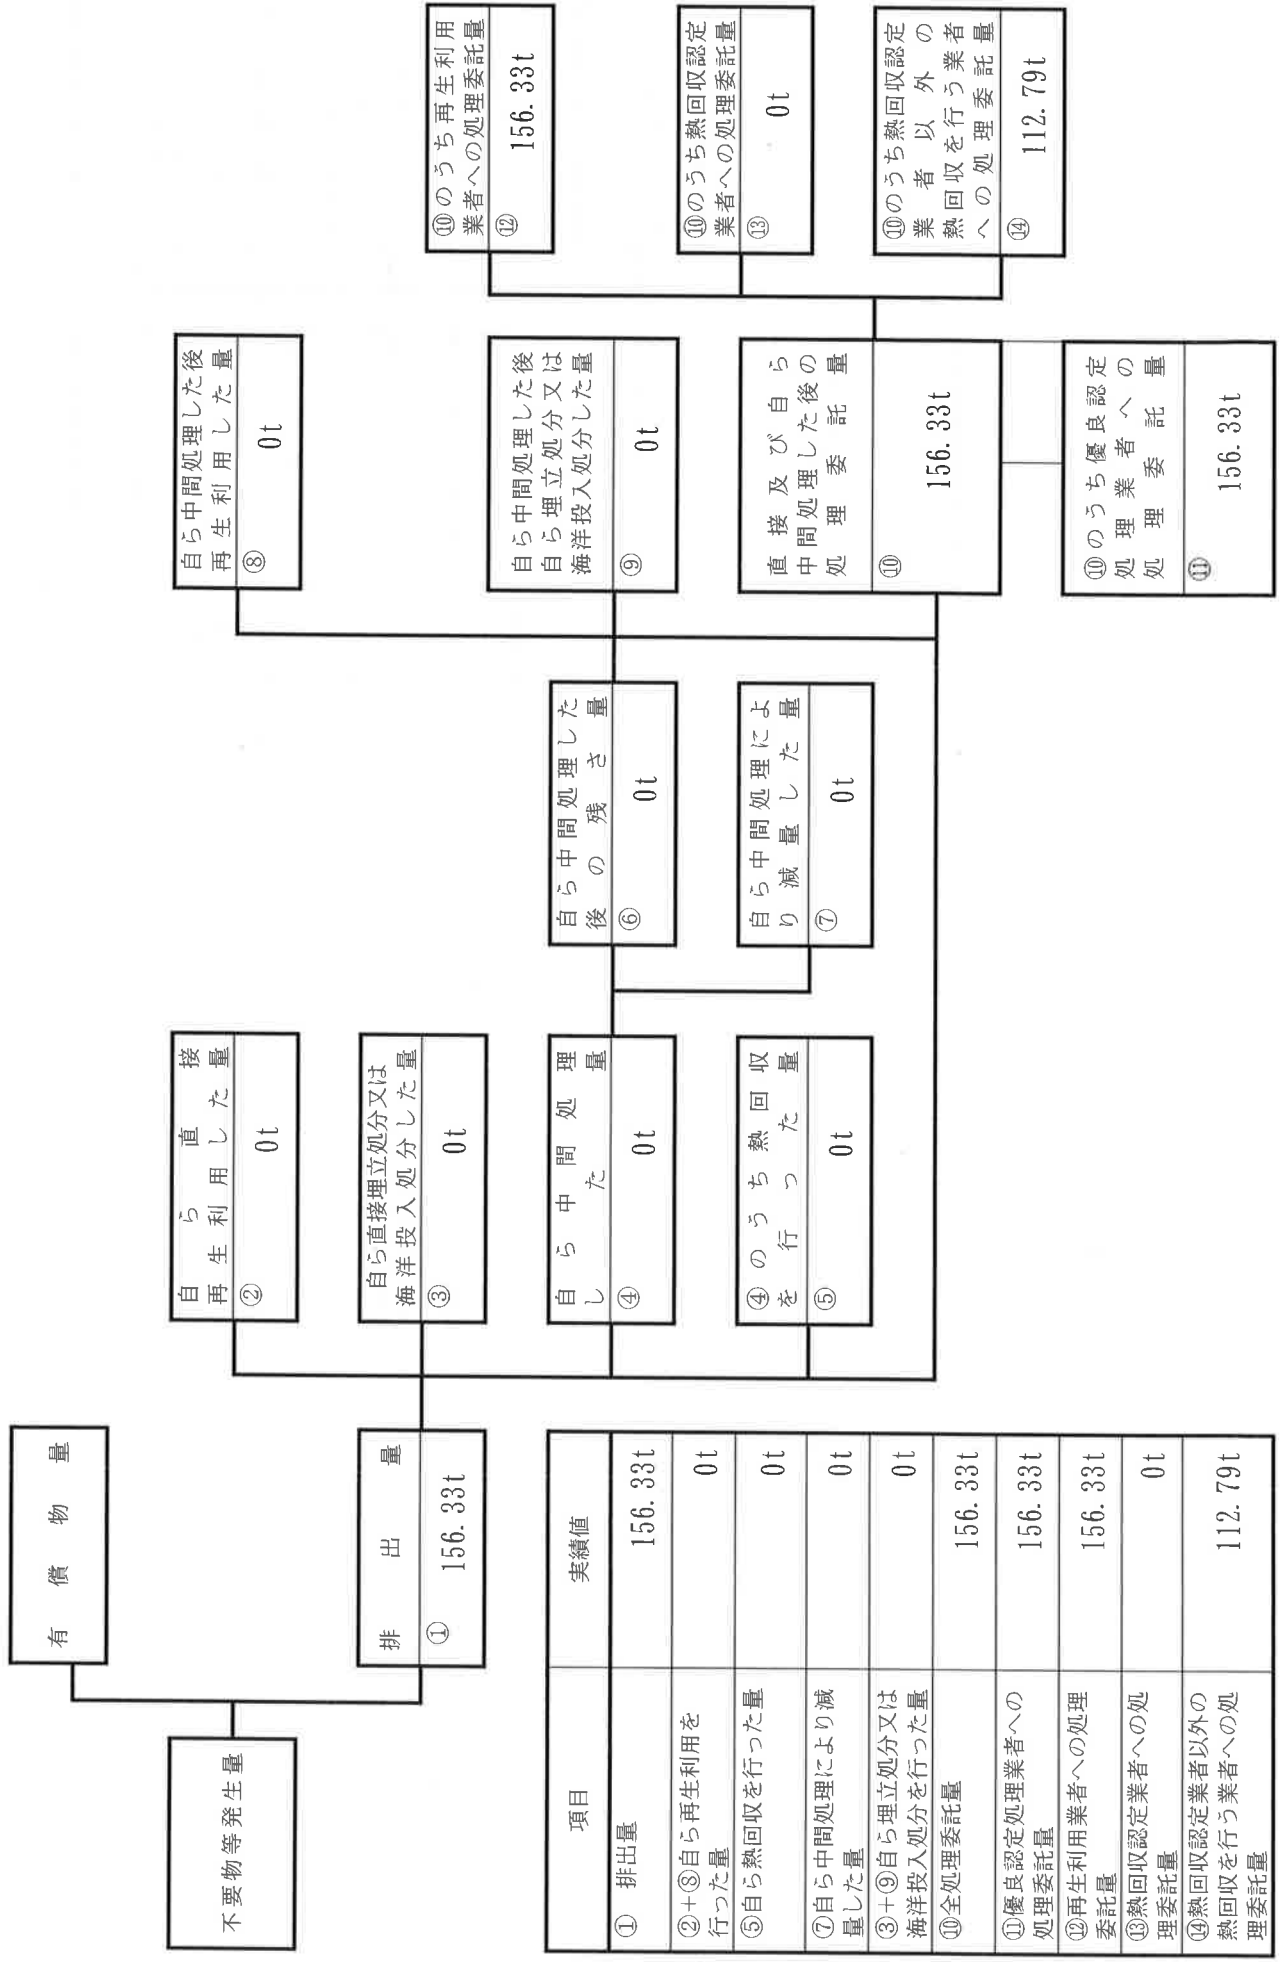 有償物量
不要物等発生量
排出量
① 156.33t
自ら直接
再生利用した量
② 0t
自ら直接埋立処分又は
海洋投入処分した量
③ 0t
自ら中間処理
した量
④ 0t
④のうち熱回収
を行った量
⑤ 0t
自ら中間処理した
後の残さ量
⑥ 0t
自ら中間処理によ
り減量した量
⑦ 0t
自ら中間処理した後
再生利用した量
⑧ 0t
自ら中間処理した後
自ら埋立処分又は
海洋投入処分した量
⑨ 0t
直接及び自ら
中間処理した後の
処理委託量
⑩ 156.33t
⑩のうち優良認定
処理業者への
処理委託量
⑪ 156.33t
⑩のうち再生利用
業者への処理委託量
⑫ 156.33t
⑩のうち熱回収認定
業者への処理委託量
⑬ 0t
⑩のうち熱回収認定
業者以外の
熱回収を行う業者
への処理委託量
⑭ 112.79t
項目 実績値
① 排出量 156.33t
②+⑧自ら再生利用を
行った量 0t
⑤自ら熱回収を行った量 0t
⑦自ら中間処理により減
量した量 0t
③+⑨自ら埋立処分又は
海洋投入処分を行った量 0t
⑩全処理委託量 156.33t
⑪優良認定処理業者への
処理委託量 156.33t
⑫再生利用業者への処理
委託量 156.33t
⑬熱回収認定業者への処
理委託量 0t
⑭熱回収認定業者以外の
熱回収を行う業者への処
理委託量 112.79t